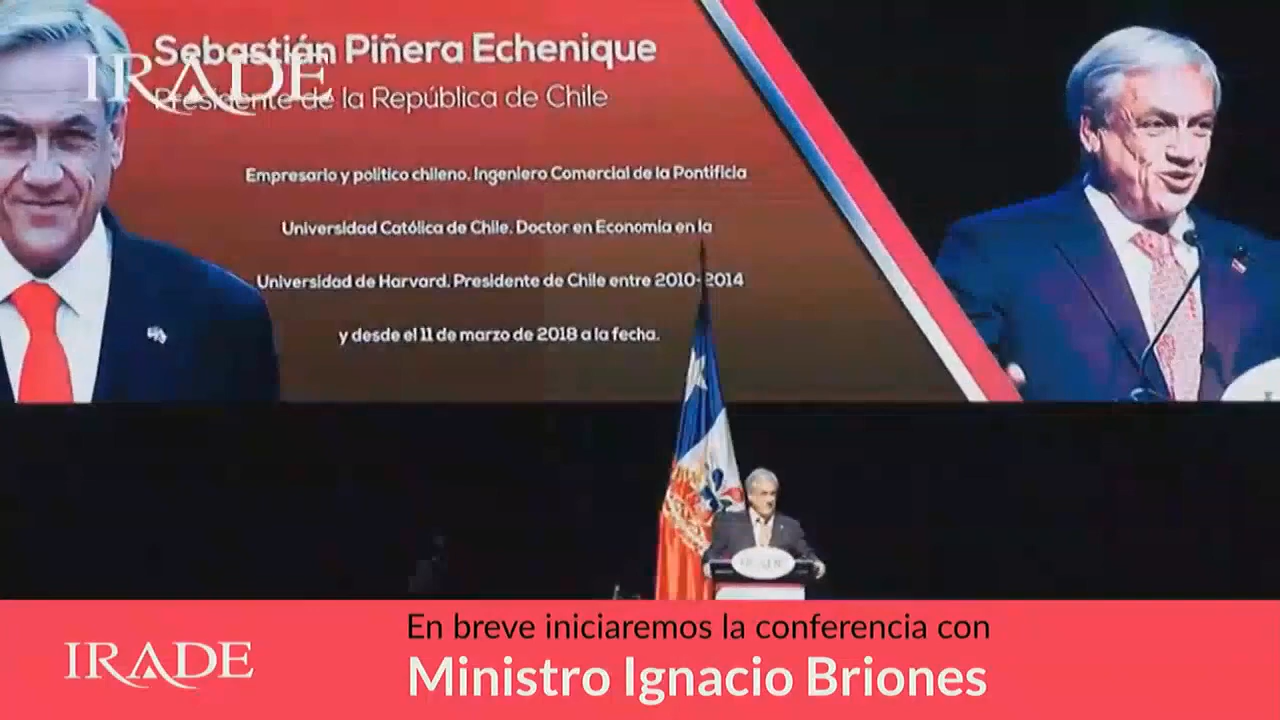 Sebastián Piñera Echenique
IRADE
Presidente de la República de Chile
Empresario y político chileno. Ingeniero Comercial de la Pontificia
Universidad Católica de Chile. Doctor en Economía en la
Universidad de Harvard. Presidente de Chile entre 2010-2014
y desde el 11 de marzo de 2018 a la fecha.
IRADE
En breve iniciaremos la conferencia con
IRADE
Ministro Ignacio Briones